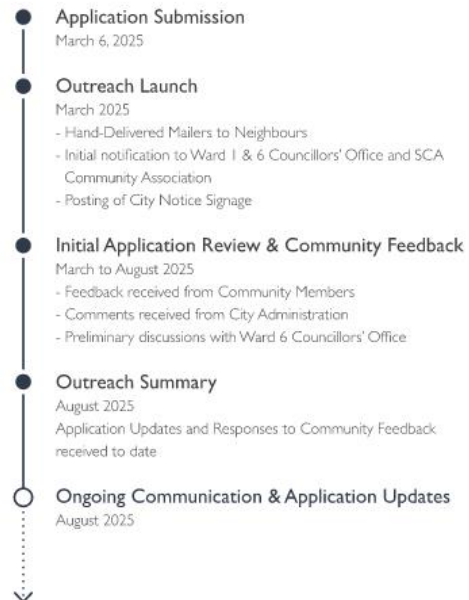 Application Submission
March 6, 2025
Outreach Launch
March 2025
- Hand-Delivered Mailers to Neighbours
- Initial notification to Ward 1 & 6 Councillors' Office and SCA
Community Association
- Posting of City Notice Signage
Initial Application Review & Community Feedback
March to August 2025
- Feedback received from Community Members
- Comments received from City Administration
- Preliminary discussions with Ward 6 Councillors' Office
Outreach Summary
August 2025
Application Updates and Responses to Community Feedback
received to date
Ongoing Communication & Application Updates
August 2025